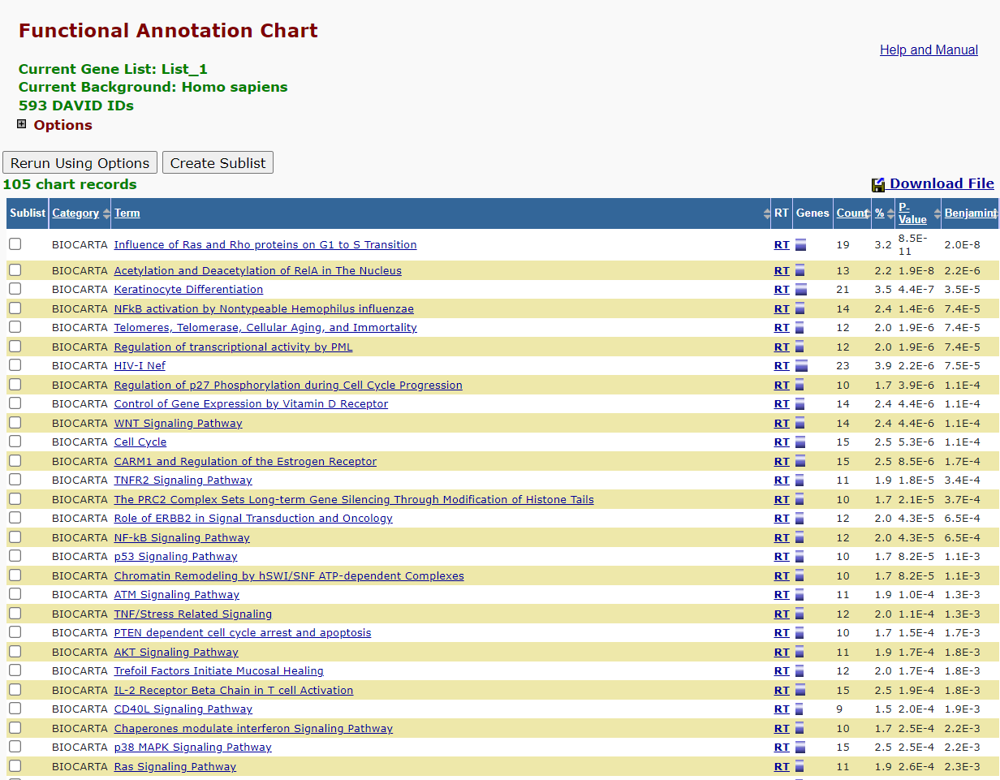 Functional Annotation Chart
Help and Manual
Current Gene List: List_1
Current Background: Homo sapiens
593 DAVID IDs
Options
Rerun Using Options Create Sublist
105 chart records Download File
Sublist Category Term RT Genes Count % P-Value Benjamini
BIOCARTA Influence of Ras and Rho proteins on G1 to S Transition RT 19 3.2 8.5E-11 2.0E-8
BIOCARTA Acetylation and Deacetylation of RelA in The Nucleus RT 13 2.2 1.9E-8 2.2E-6
BIOCARTA Keratinocyte Differentiation RT 21 3.5 4.4E-7 3.5E-5
BIOCARTA NFkB activation by Nontypeable Hemophilus influenzae RT 14 2.4 1.4E-6 7.4E-5
BIOCARTA Telomeres, Telomerase, Cellular Aging, and Immortality RT 12 2.0 1.9E-6 7.4E-5
BIOCARTA Regulation of transcriptional activity by PML RT 12 2.0 1.9E-6 7.4E-5
BIOCARTA HIV-I Nef RT 23 3.9 2.2E-6 7.5E-5
BIOCARTA Regulation of p27 Phosphorylation during Cell Cycle Progression RT 10 1.7 3.9E-6 1.1E-4
BIOCARTA Control of Gene Expression by Vitamin D Receptor RT 14 2.4 4.4E-6 1.1E-4
BIOCARTA WNT Signaling Pathway RT 14 2.4 4.4E-6 1.1E-4
BIOCARTA Cell Cycle RT 15 2.5 5.3E-6 1.1E-4
BIOCARTA CARM1 and Regulation of the Estrogen Receptor RT 15 2.5 8.5E-6 1.7E-4
BIOCARTA TNFR2 Signaling Pathway RT 11 1.9 1.8E-5 3.4E-4
BIOCARTA The PRC2 Complex Sets Long-term Gene Silencing Through Modification of Histone Tails RT 10 1.7 2.1E-5 3.7E-4
BIOCARTA Role of ERBB2 in Signal Transduction and Oncology RT 12 2.0 4.3E-5 6.5E-4
BIOCARTA NF-kB Signaling Pathway RT 12 2.0 4.3E-5 6.5E-4
BIOCARTA p53 Signaling Pathway RT 10 1.7 8.2E-5 1.1E-3
BIOCARTA Chromatin Remodeling by hSWI/SNF ATP-dependent Complexes RT 10 1.7 8.2E-5 1.1E-3
BIOCARTA ATM Signaling Pathway RT 11 1.9 1.0E-4 1.3E-3
BIOCARTA TNF/Stress Related Signaling RT 12 2.0 1.1E-4 1.3E-3
BIOCARTA PTEN dependent cell cycle arrest and apoptosis RT 10 1.7 1.5E-4 1.7E-3
BIOCARTA AKT Signaling Pathway RT 11 1.9 1.7E-4 1.8E-3
BIOCARTA Trefoil Factors Initiate Mucosal Healing RT 12 2.0 1.7E-4 1.8E-3
BIOCARTA IL-2 Receptor Beta Chain in T cell Activation RT 15 2.5 1.9E-4 1.8E-3
BIOCARTA CD40L Signaling Pathway RT 9 1.5 2.0E-4 1.9E-3
BIOCARTA Chaperones modulate interferon Signaling Pathway RT 10 1.7 2.5E-4 2.2E-3
BIOCARTA p38 MAPK Signaling Pathway RT 15 2.5 2.5E-4 2.2E-3
BIOCARTA Ras Signaling Pathway RT 11 1.9 2.6E-4 2.3E-3